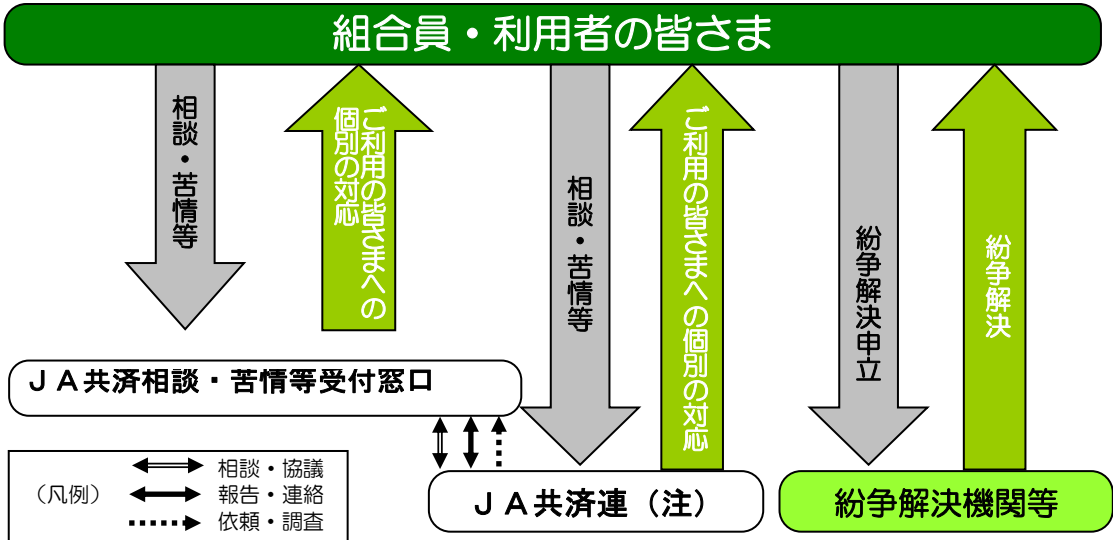 組合員・利用者の皆さま
相談・苦情等
ご利用の皆さまへの
個別の対応
相談・苦情等
ご利用の皆さまへの個別の対応
紛争解決申立
紛争解決
ＪＡ共済相談・苦情等受付窓口
（凡例）
相談・協議
報告・連絡
依頼・調査
ＪＡ共済連（注）
紛争解決機関等